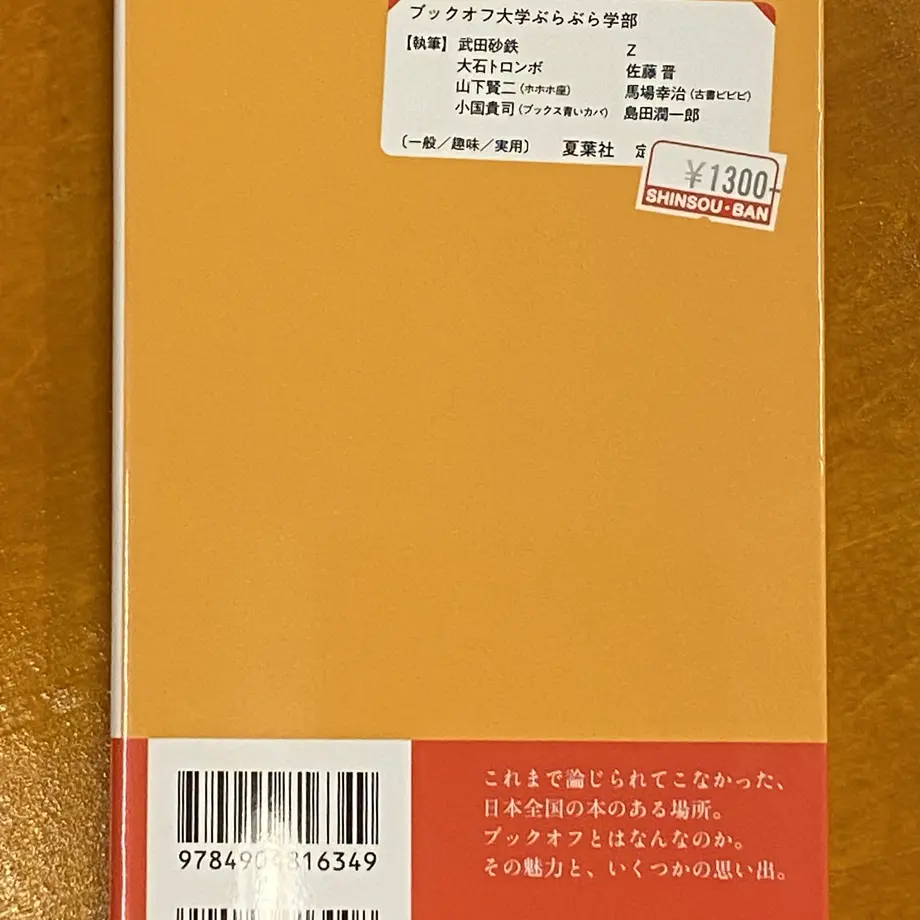 ブックオフ大学ぶらぶら学部
【執筆】武田砂鉄 Z
大石トロンボ 佐藤晋
山下賢二(ホホホ座) 馬場幸治(古書ビビビ)
小国貴司(ブックス青いカバ) 島田潤一郎
〔一般/趣味/実用〕 夏葉社 定
¥1300-
SHINSOU・BAN
これまで論じられてこなかった、
日本全国の本のある場所。
ブックオフとはなんなのか。
その魅力と、いくつかの思い出。
9784904816349